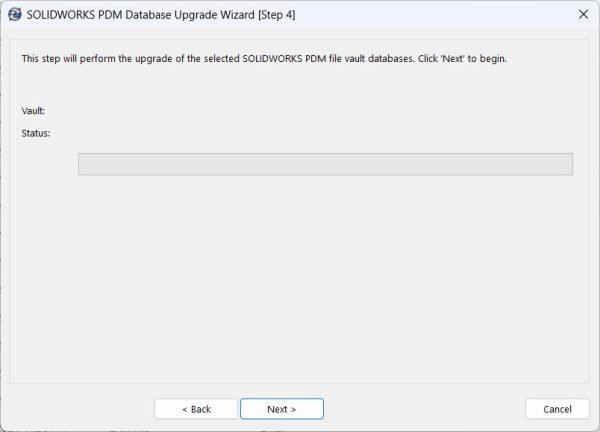 SOLIDWORKS PDM Database Upgrade Wizard [Step 4]
This step will perform the upgrade of the selected SOLIDWORKS PDM file vault databases. Click 'Next' to begin.
Vault:
Status:
< Back
Next >
Cancel